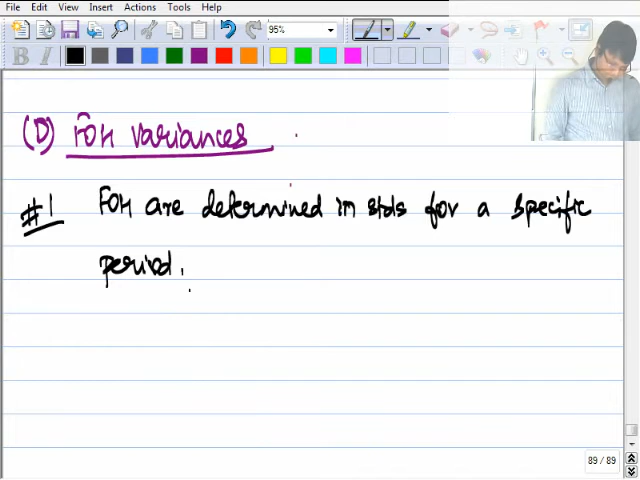 File Edit View Insert Actions Tools Help
95%
B I
(D) FOH variances
#1 FOH are determined in stds for a specific
period.
89 / 89